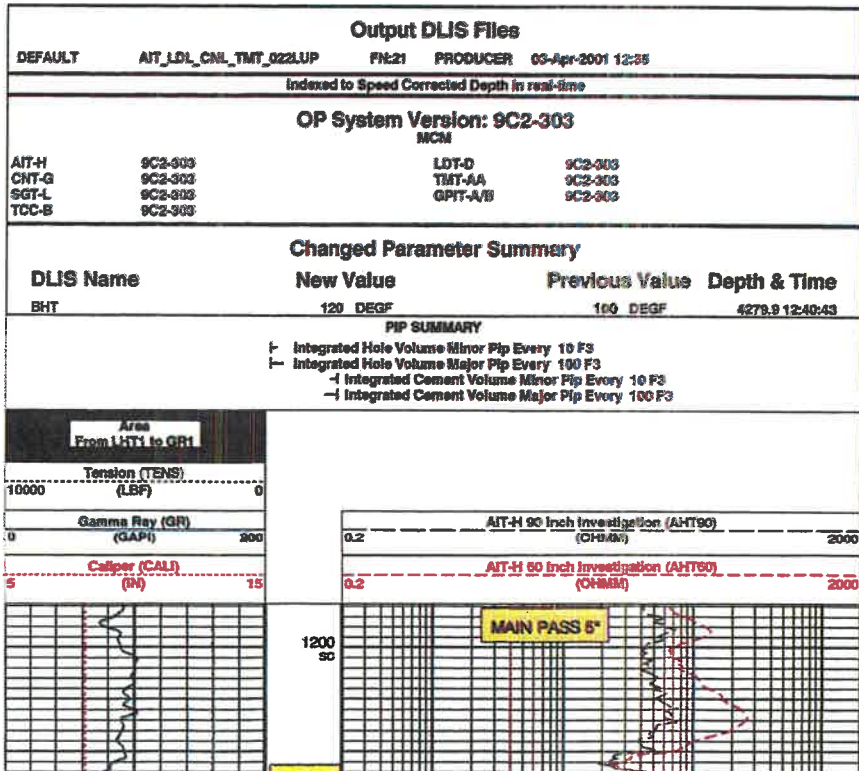 Output DLIS Files
DEFAULT AIT_LDL_CNL_TMT_022LUP FN:21 PRODUCER 03-Apr-2001 12:55
Indexed to Speed Corrected Depth in real-time
OP System Version: 9C2-303
MCM
AIT-H 9C2-303 LDT-D 9C2-303
CNT-G 9C2-303 TMT-AA 9C2-303
SGT-L 9C2-303 GPIT-A/B 9C2-303
TCC-B 9C2-303
Changed Parameter Summary
DLIS Name New Value Previous Value Depth & Time
BHT 120 DEGF 100 DEGF 4279.9 12:40:43
PIP SUMMARY
Integrated Hole Volume Minor Pip Every 10 F3
Integrated Hole Volume Major Pip Every 100 F3
Integrated Cement Volume Minor Pip Every 10 F3
Integrated Cement Volume Major Pip Every 100 F3
Area
From LHT1 to GR1
Tension (TENS)
10000 (LBF) 0
Gamma Ray (GR)
0 (GAPI) 200
AIT-H 90 Inch Investigation (AHT90)
0.2 (OHMM) 2000
Caliper (CALI)
5 (IN) 15
AIT-H 60 Inch Investigation (AHT60)
0.2 (OHMM) 2000
MAIN PASS 5"
1200
SC